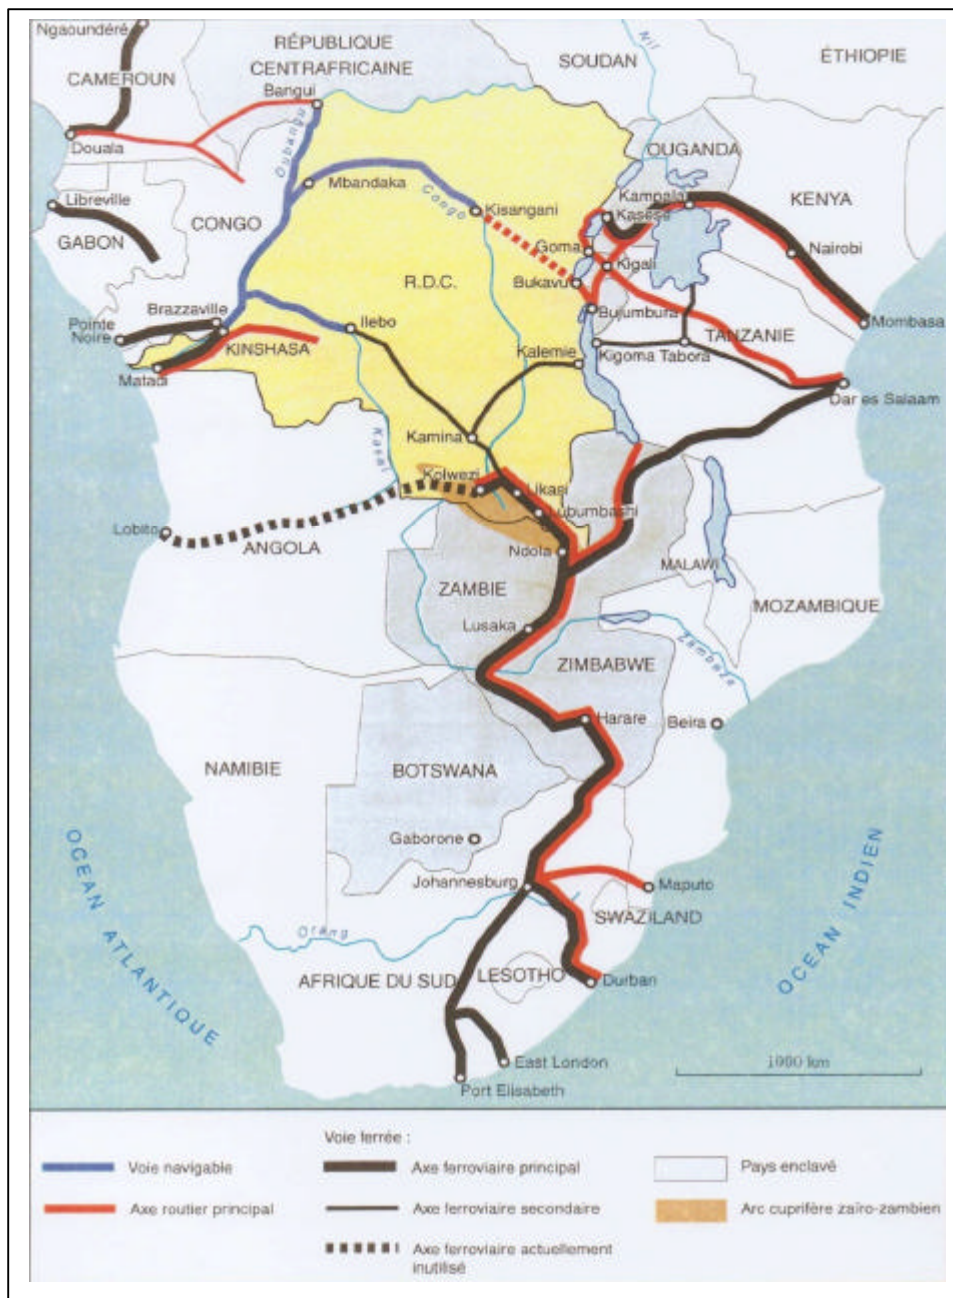 Ngaoundéré
RÉPUBLIQUE
CENTRAFRICAINE
SOUDAN
Nil
ÉTHIOPIE
CAMEROUN
Bangui
Douala
Oubangui
OUGANDA
Mbandaka
Congo
Kisangani
Kampala
Kasese
KENYA
Libreville
CONGO
GABON
Goma
Kigali
Nairobi
R.D.C.
Bukavu
Brazzaville
Bujumbura
Pointe
Noire
Ilebo
TANZANIE
Mombasa
KINSHASA
Kalemie
Kigoma
Tabora
Matadi
Dar es Salaam
Kamina
Kasaï
Kolwezi
Likasi
Lubumbashi
Lobito
ANGOLA
Ndola
MALAWI
ZAMBIE
MOZAMBIQUE
Lusaka
Zambèze
ZIMBABWE
Harare
Beira
NAMIBIE
BOTSWANA
Gaborone
OCEAN ATLANTIQUE
OCEAN INDIEN
Johannesburg
Maputo
SWAZILAND
Orang
AFRIQUE DU SUD
LESOTHO
Durban
East London
Port Elisabeth
1000 km
Voie ferrée :
Voie navigable
Axe ferroviaire principal
Pays enclavé
Axe routier principal
Axe ferroviaire secondaire
Arc cuprifère zaïro-zambien
Axe ferroviaire actuellement
inutilisé